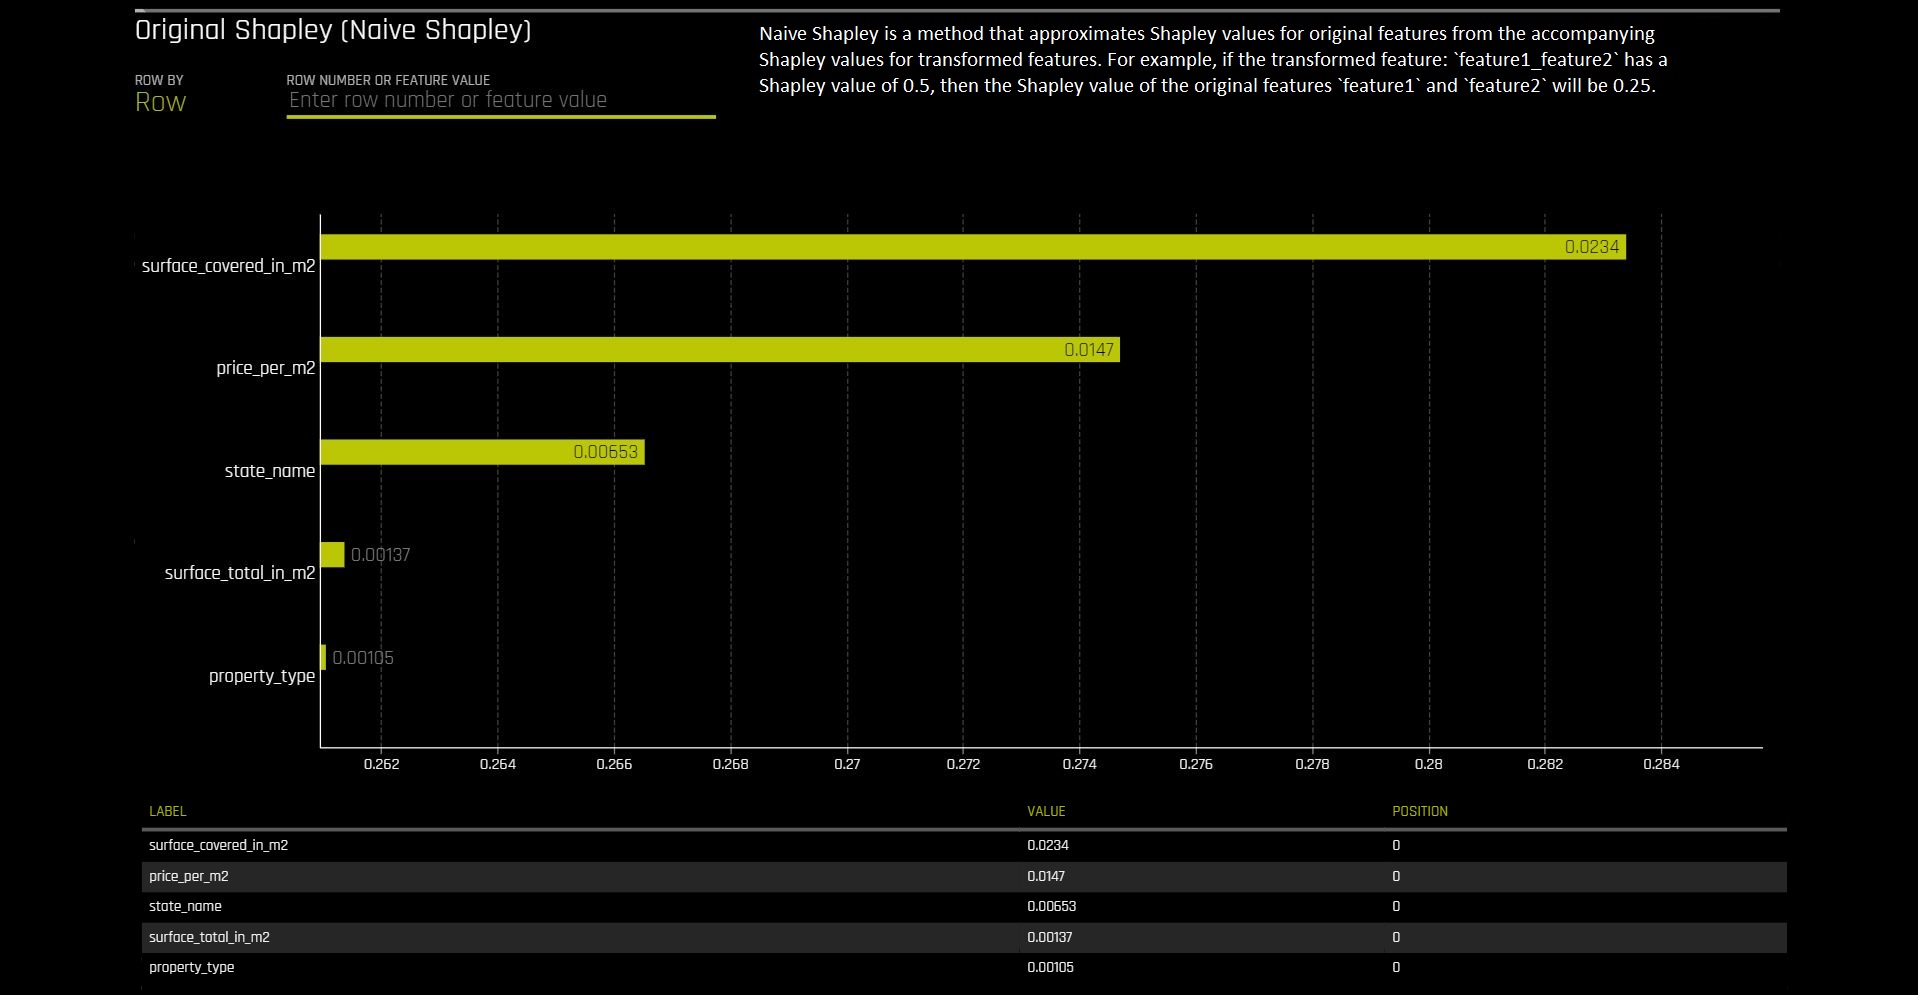 Original Shapley (Naive Shapley)
Naive Shapley is a method that approximates Shapley values for original features from the accompanying
Shapley values for transformed features. For example, if the transformed feature: `feature1_feature2` has a
Shapley value of 0.5, then the Shapley value of the original features `feature1` and `feature2` will be 0.25.
ROW BY
Row
ROW NUMBER OR FEATURE VALUE
Enter row number or feature value
surface_covered_in_m2
0.0234
price_per_m2
0.0147
state_name
0.00653
surface_total_in_m2
0.00137
property_type
0.00105
0.262 0.264 0.266 0.268 0.27 0.272 0.274 0.276 0.278 0.28 0.282 0.284
LABEL VALUE POSITION
surface_covered_in_m2 0.0234 0
price_per_m2 0.0147 0
state_name 0.00653 0
surface_total_in_m2 0.00137 0
property_type 0.00105 0